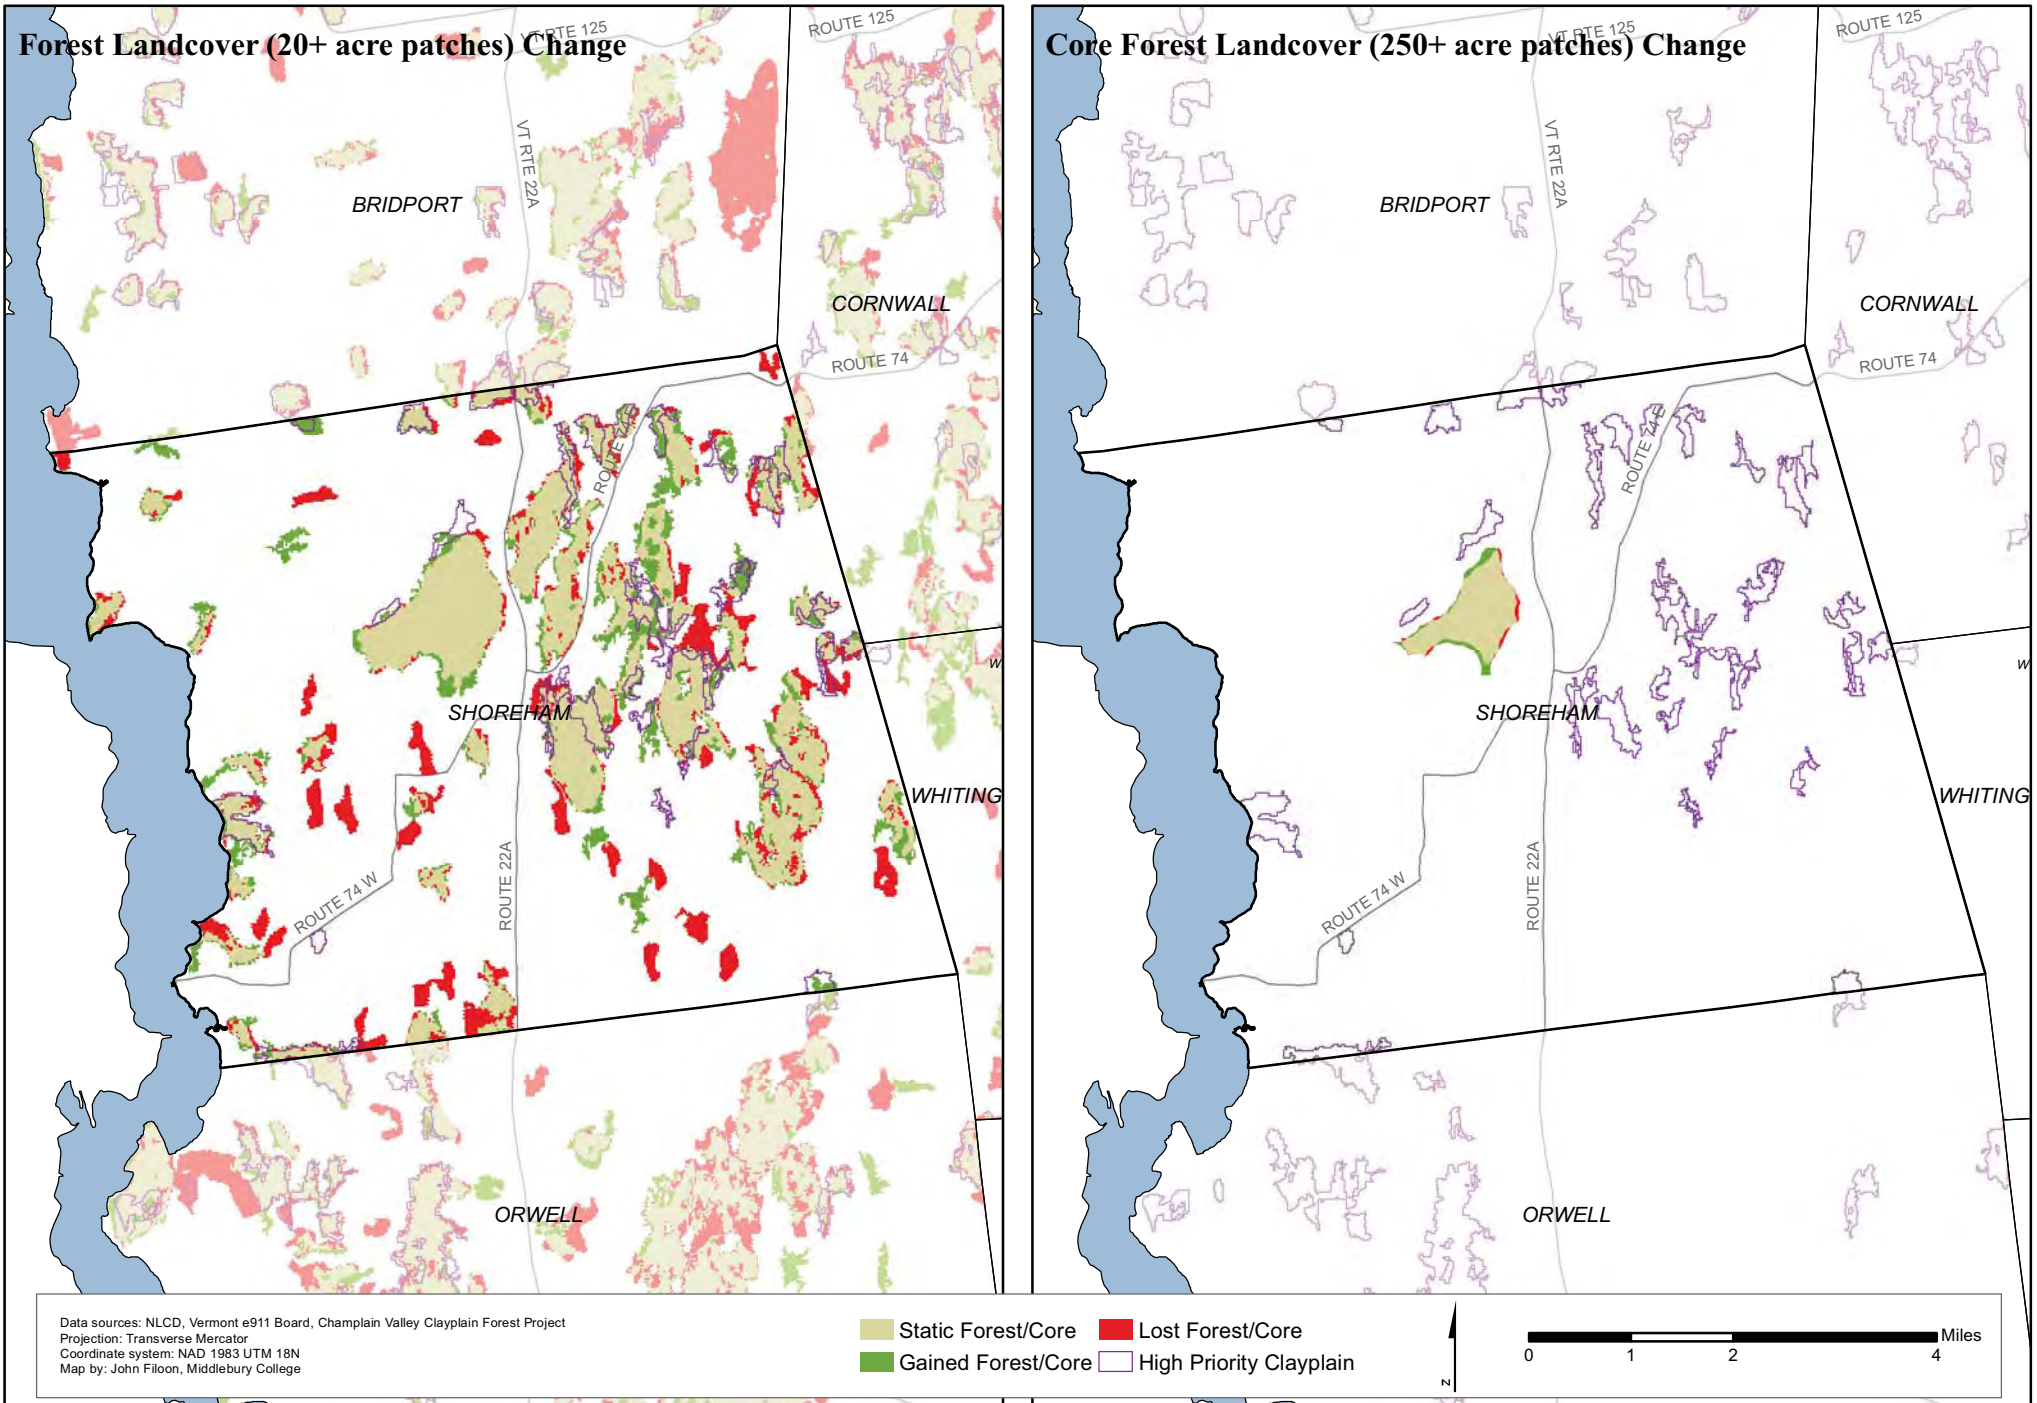 Forest Landcover (20+ acre patches) Change
VT RTE 125
ROUTE 125
VT RTE 22A
BRIDPORT
CORNWALL
ROUTE 74
ROUTE 74 E
SHOREHAM
WHITING
ROUTE 22A
ROUTE 74 W
ORWELL
W
Core Forest Landcover (250+ acre patches) Change
VT RTE 125
ROUTE 125
VT RTE 22A
BRIDPORT
CORNWALL
ROUTE 74
ROUTE 74 E
SHOREHAM
WHITING
ROUTE 22A
ROUTE 74 W
ORWELL
W
Data sources: NLCD, Vermont e911 Board, Champlain Valley Clayplain Forest Project
Projection: Transverse Mercator
Coordinate system: NAD 1983 UTM 18N
Map by: John Filoon, Middlebury College
Static Forest/Core
Lost Forest/Core
Gained Forest/Core
High Priority Clayplain
N
Miles
0 1 2 4